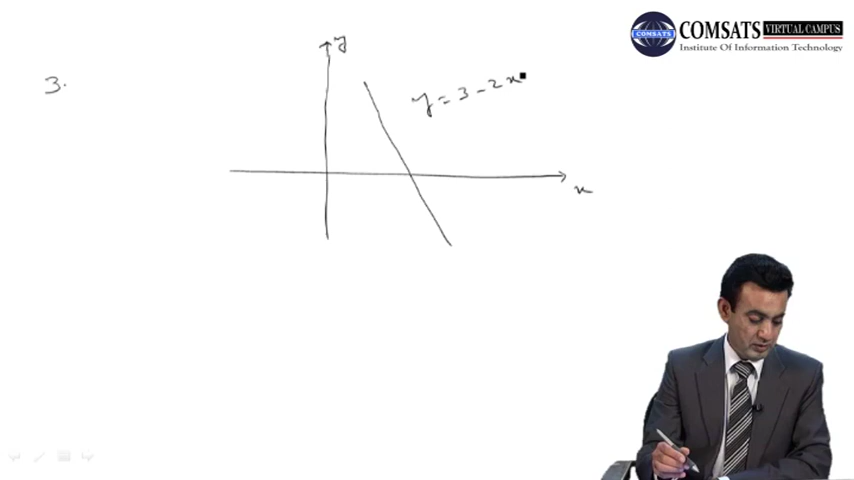 COMSATS VIRTUAL CAMPUS
COMSATS
Institute Of Information Technology
y
3.
y = 3 - 2x
x